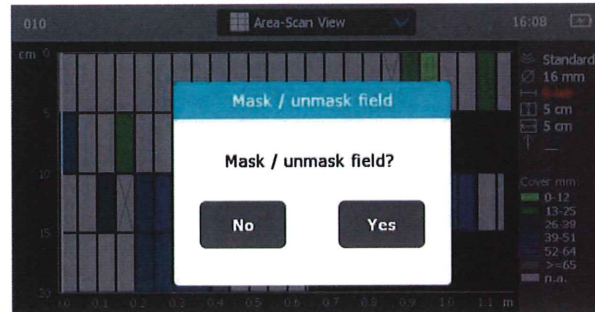 010
Area-Scan View
16:08
cm 0
5
10
15
20
Mask / unmask field
Mask / unmask field?
No
Yes
Standard
16 mm
5 cm
5 cm
Cover mm:
0-12
13-25
26-38
39-51
52-64
>=65
n.a.
0.1 0.2 0.3 0.4 0.5 0.6 0.7 0.8 0.9 1.0 1.1 m